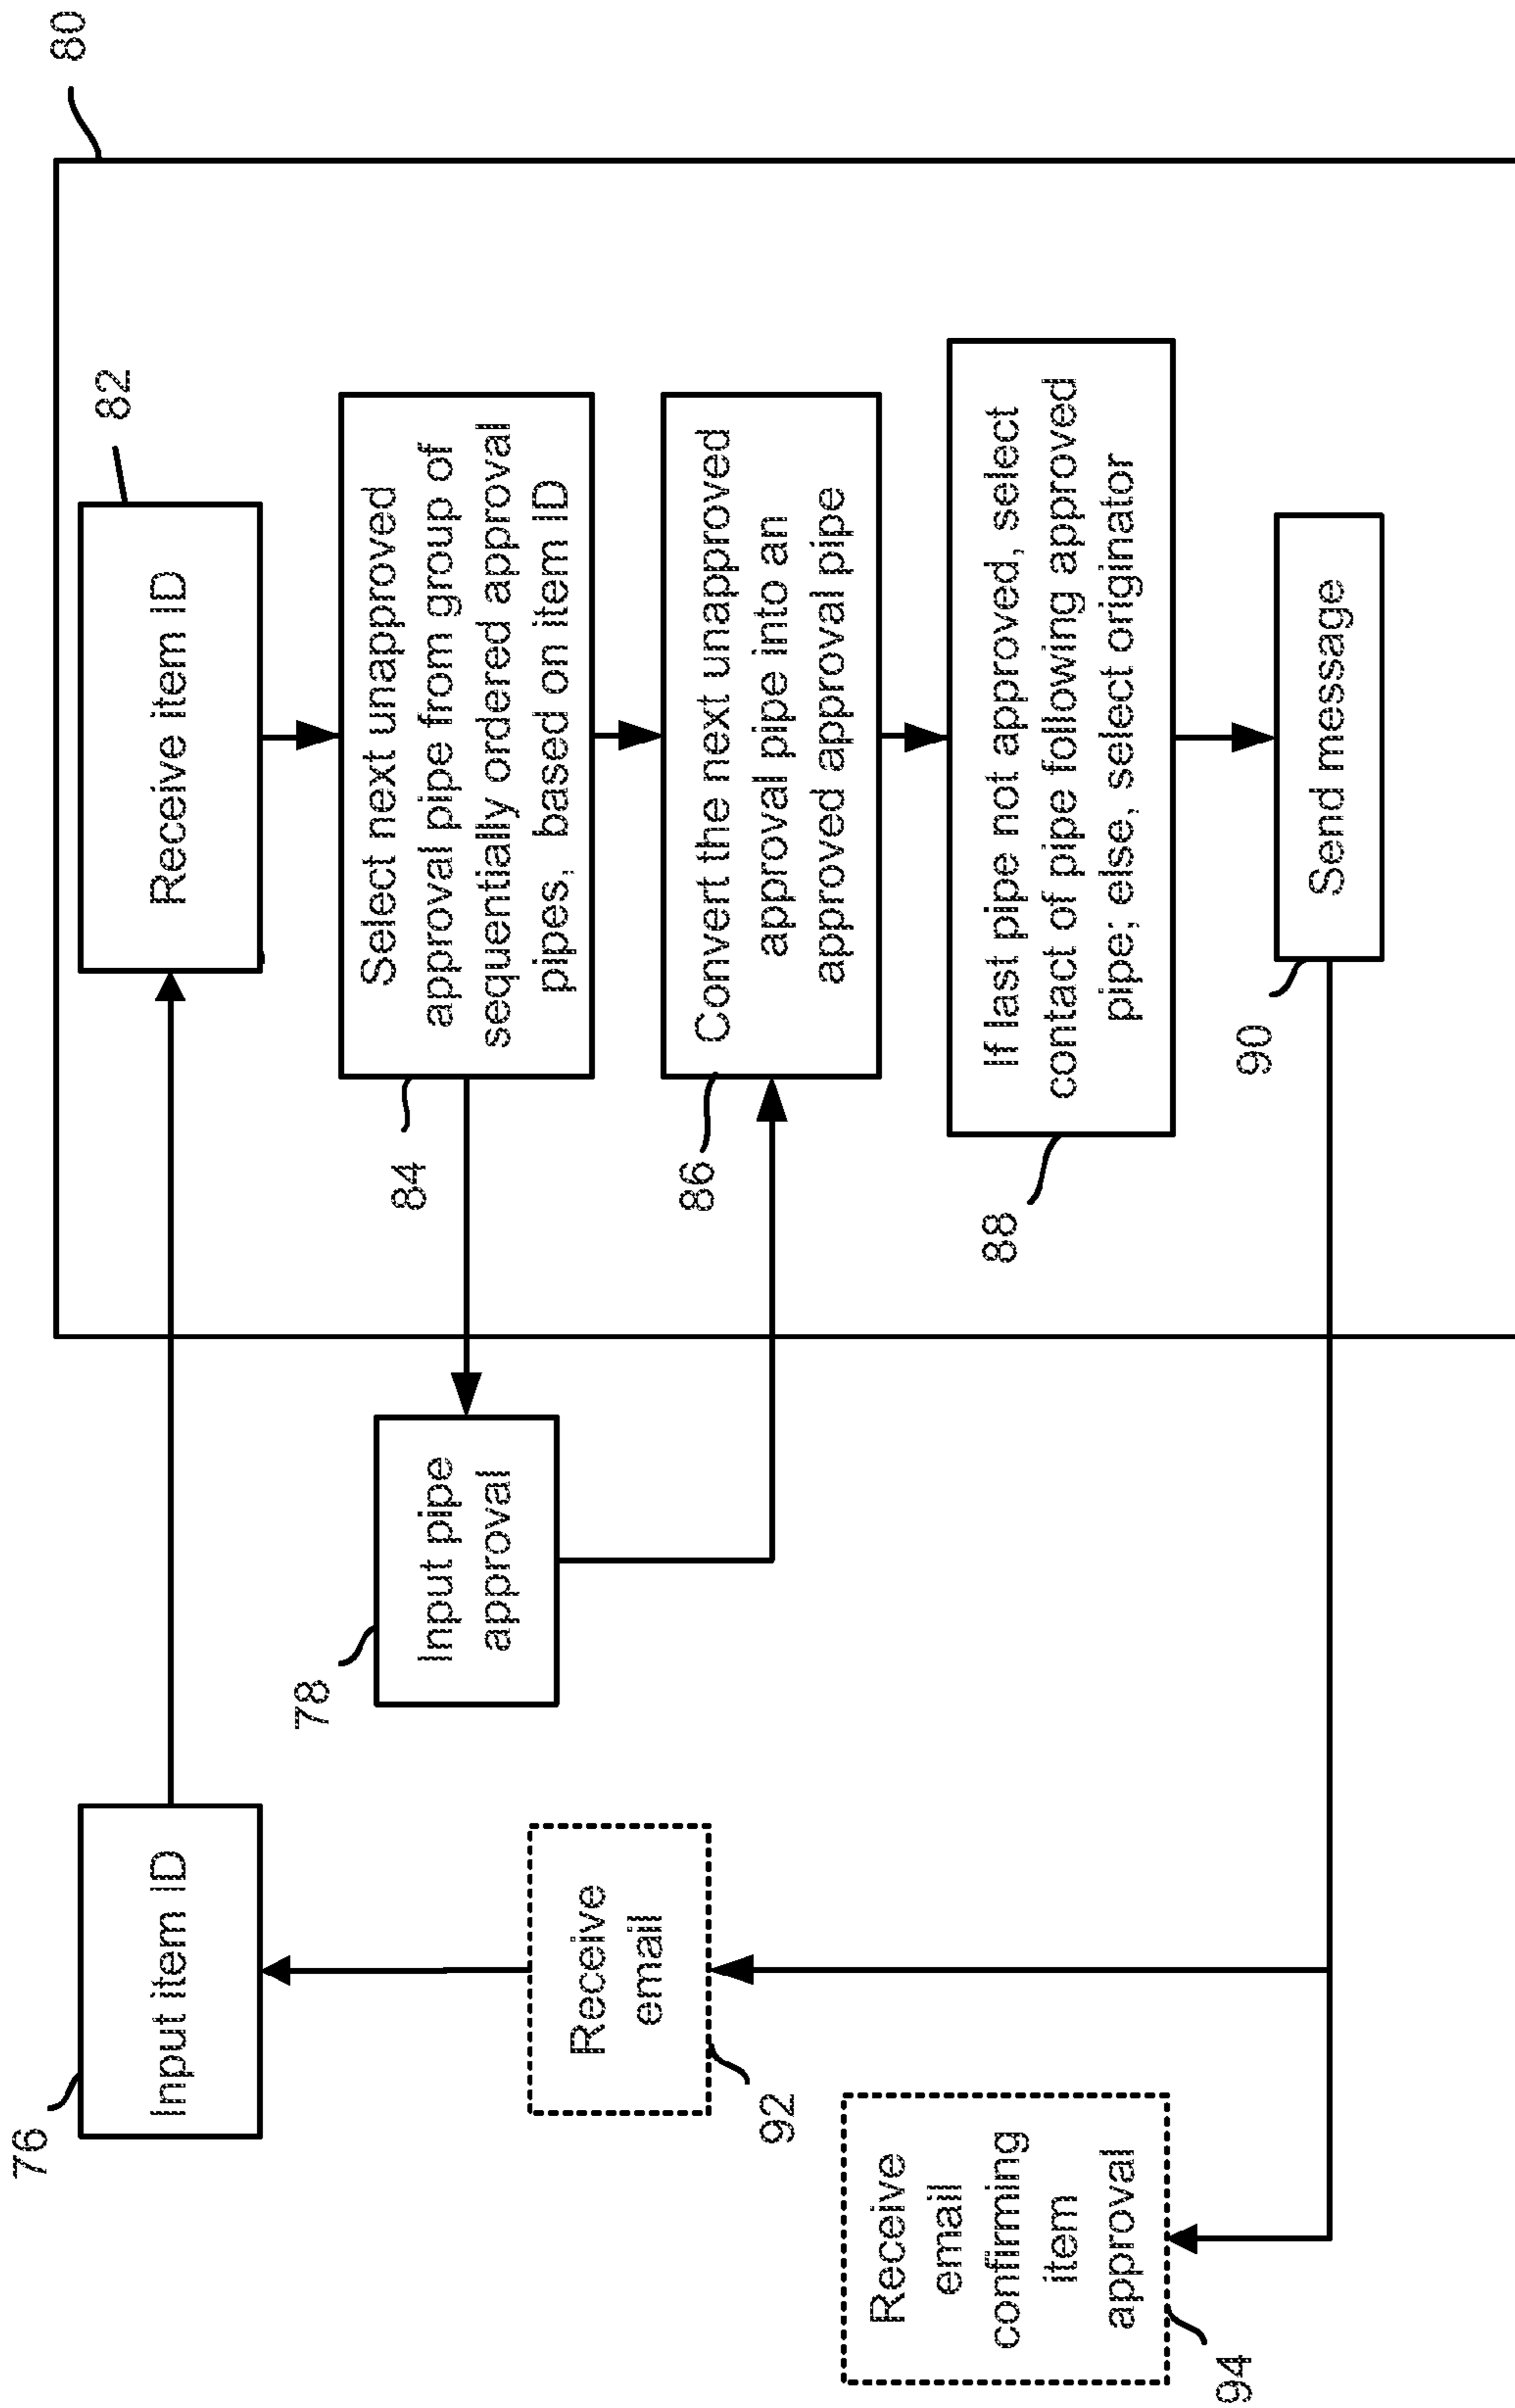 76
Input item ID
Receive
email
92
Receive
email
confirming
item
approval
94
78
Input pipe
approval
80
82
Receive item ID
84
Select next unapproved
approval pipe from group of
sequentially ordered approval
pipes, based on item ID
86
Convert the next unapproved
approval pipe into an
approved approval pipe
88
If last pipe not approved, select
contact of pipe following approved
pipe; else, select originator
90
Send message